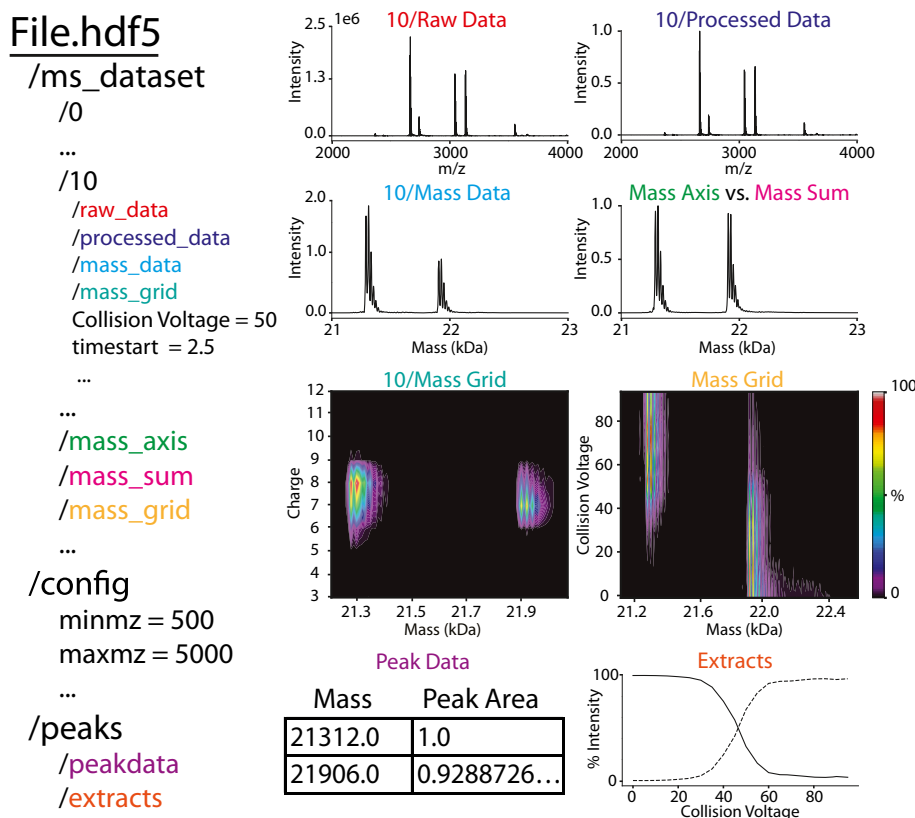 File.hdf5
/ms_dataset
/0
...
/10
/raw_data
/processed_data
/mass_data
/mass_grid
Collision Voltage = 50
timestart = 2.5
...
...
/mass_axis
/mass_sum
/mass_grid
...
/config
minmz = 500
maxmz = 5000
...
/peaks
/peakdata
/extracts
10/Raw Data
1e6
2.5
1.3
0.0
Intensity
2000 3000 4000
m/z
10/Processed Data
1.0
0.5
0.0
Intensity
2000 3000 4000
m/z
10/Mass Data
2.0
1.0
0.0
Intensity
21 22 23
Mass (kDa)
Mass Axis vs. Mass Sum
1.0
0.5
0.0
Intensity
21 22 23
Mass (kDa)
10/Mass Grid
12
11
10
9
8
7
6
5
4
3
Charge
21.3 21.5 21.7 21.9
Mass (kDa)
Mass Grid
80
60
40
20
0
Collision Voltage
21.2 21.6 22.0 22.4
Mass (kDa)
100
%
0
Peak Data
Mass Peak Area
21312.0 1.0
21906.0 0.9288726...
Extracts
100
0
% Intensity
0 20 40 60 80
Collision Voltage